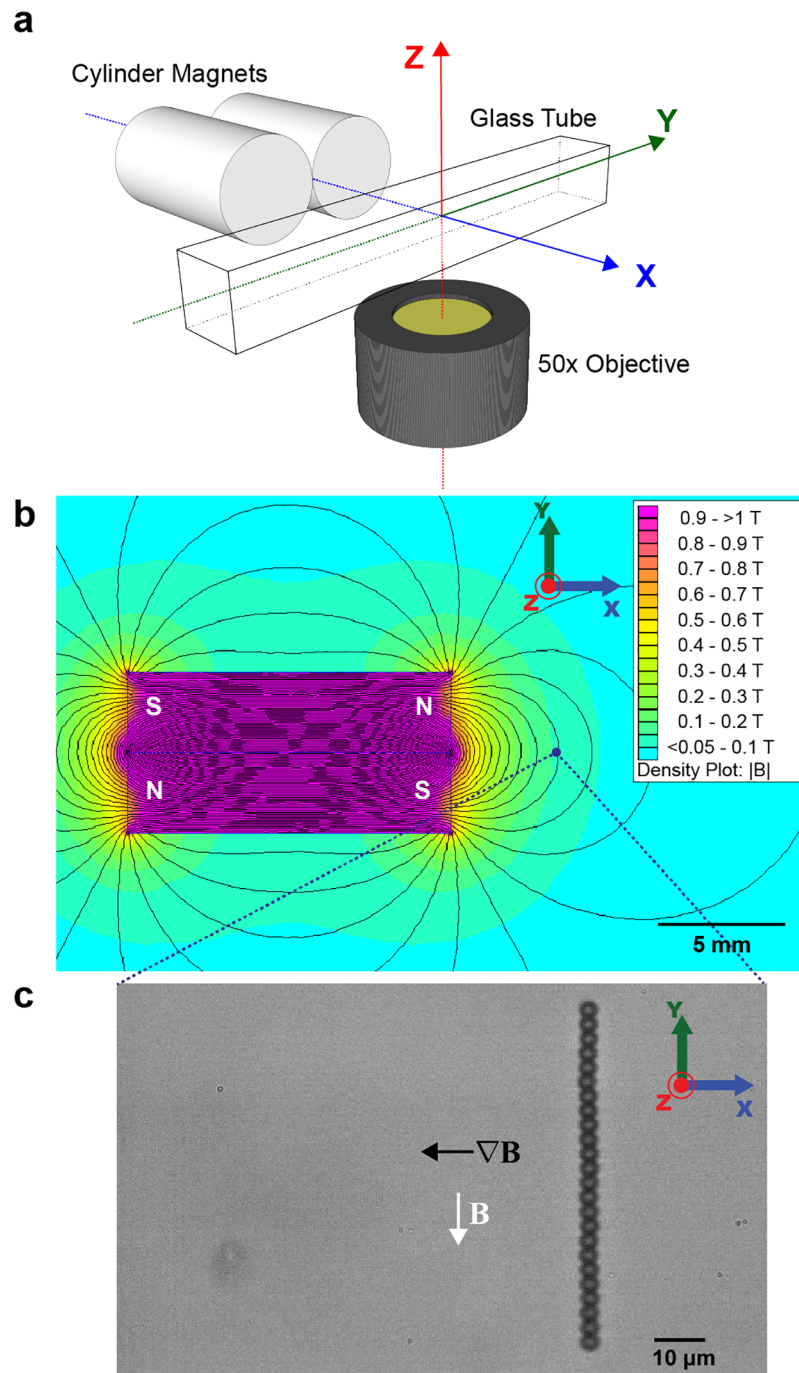 a
Cylinder Magnets
Z
Glass Tube
Y
X
50x Objective
b
Y
Z
X
0.9 - >1 T
0.8 - 0.9 T
0.7 - 0.8 T
0.6 - 0.7 T
0.5 - 0.6 T
0.4 - 0.5 T
0.3 - 0.4 T
0.2 - 0.3 T
0.1 - 0.2 T
<0.05 - 0.1 T
Density Plot: |B|
S
N
N
S
5 mm
c
Y
Z
X
∇B
B
10 µm